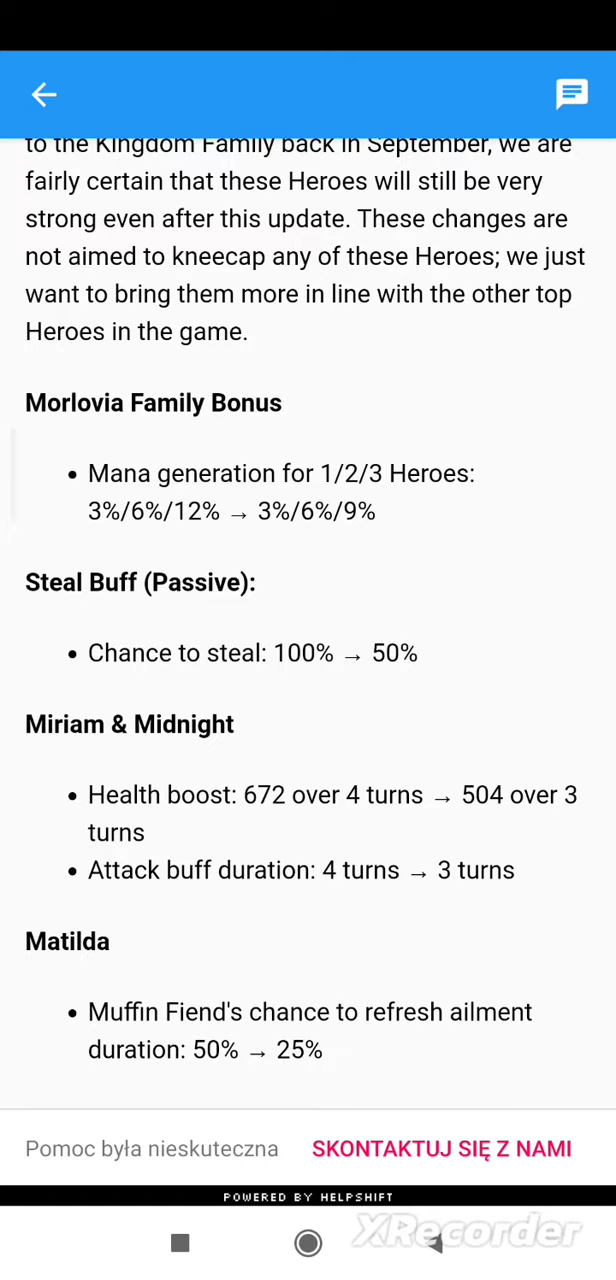 to the Kingdom Family back in September, we are
fairly certain that these Heroes will still be very
strong even after this update. These changes are
not aimed to kneecap any of these Heroes; we just
want to bring them more in line with the other top
Heroes in the game.
Morlovia Family Bonus
• Mana generation for 1/2/3 Heroes:
3%/6%/12% → 3%/6%/9%
Steal Buff (Passive):
• Chance to steal: 100% → 50%
Miriam & Midnight
• Health boost: 672 over 4 turns → 504 over 3
turns
• Attack buff duration: 4 turns → 3 turns
Matilda
• Muffin Fiend's chance to refresh ailment
duration: 50% → 25%
Pomoc była nieskuteczna SKONTAKTUJ SIĘ Z NAMI
POWERED BY HELPSHIFT
XRecorder